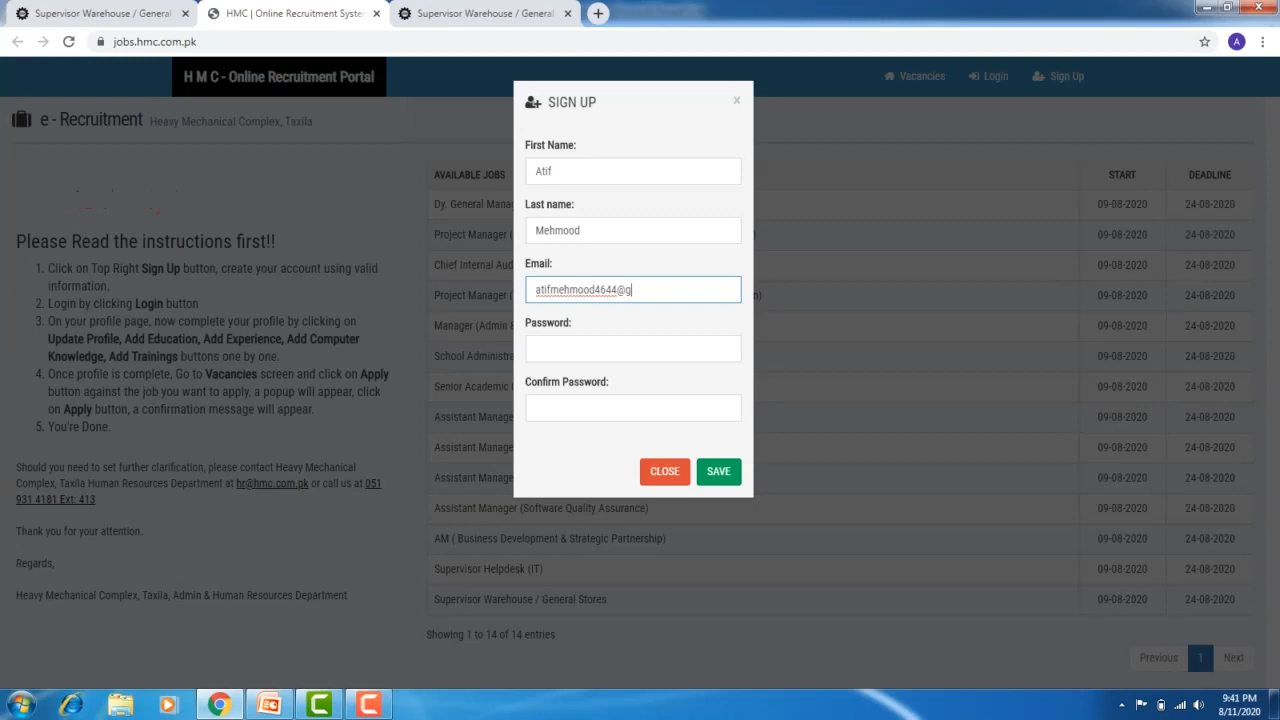 Supervisor Warehouse / General
HMC | Online Recruitment Syste
Supervisor Warehouse / General
jobs.hmc.com.pk
A
H M C - Online Recruitment Portal
Vacancies
Login
Sign Up
e - Recruitment Heavy Mechanical Complex, Taxila
Please Read the instructions first!!
1. Click on Top Right Sign Up button, create your account using valid
information.
2. Login by clicking Login button
3. On your profile page, now complete your profile by clicking on
Update Profile, Add Education, Add Experience, Add Computer
Knowledge, Add Trainings buttons one by one.
4. Once profile is complete, Go to Vacancies screen and click on Apply
button against the job you want to apply, a popup will appear, click
on Apply button, a confirmation message will appear.
5. You're Done.
Should you need to set further clarification, please contact Heavy Mechanical
Complex, Taxila Human Resources Department at hr@hmc.com.pk or call us at 051
931 4181 Ext: 413
Thank you for your attention.
Regards,
Heavy Mechanical Complex, Taxila, Admin & Human Resources Department
SIGN UP ×
First Name:
Atif
Last name:
Mehmood
Email:
atifmehmood4644@g
Password:
Confirm Password:
CLOSE SAVE
AVAILABLE JOBS START DEADLINE
Dy. General Mana 09-08-2020 24-08-2020
Project Manager ( ) 09-08-2020 24-08-2020
Chief Internal Aud 09-08-2020 24-08-2020
Project Manager ( n) 09-08-2020 24-08-2020
Manager (Admin & 09-08-2020 24-08-2020
School Administra 09-08-2020 24-08-2020
Senior Academic 09-08-2020 24-08-2020
Assistant Manage 09-08-2020 24-08-2020
Assistant Manage 09-08-2020 24-08-2020
Assistant Manage 09-08-2020 24-08-2020
Assistant Manager (Software Quality Assurance) 09-08-2020 24-08-2020
AM ( Business Development & Strategic Partnership) 09-08-2020 24-08-2020
Supervisor Helpdesk (IT) 09-08-2020 24-08-2020
Supervisor Warehouse / General Stores 09-08-2020 24-08-2020
Showing 1 to 14 of 14 entries
Previous 1 Next
9:41 PM
8/11/2020